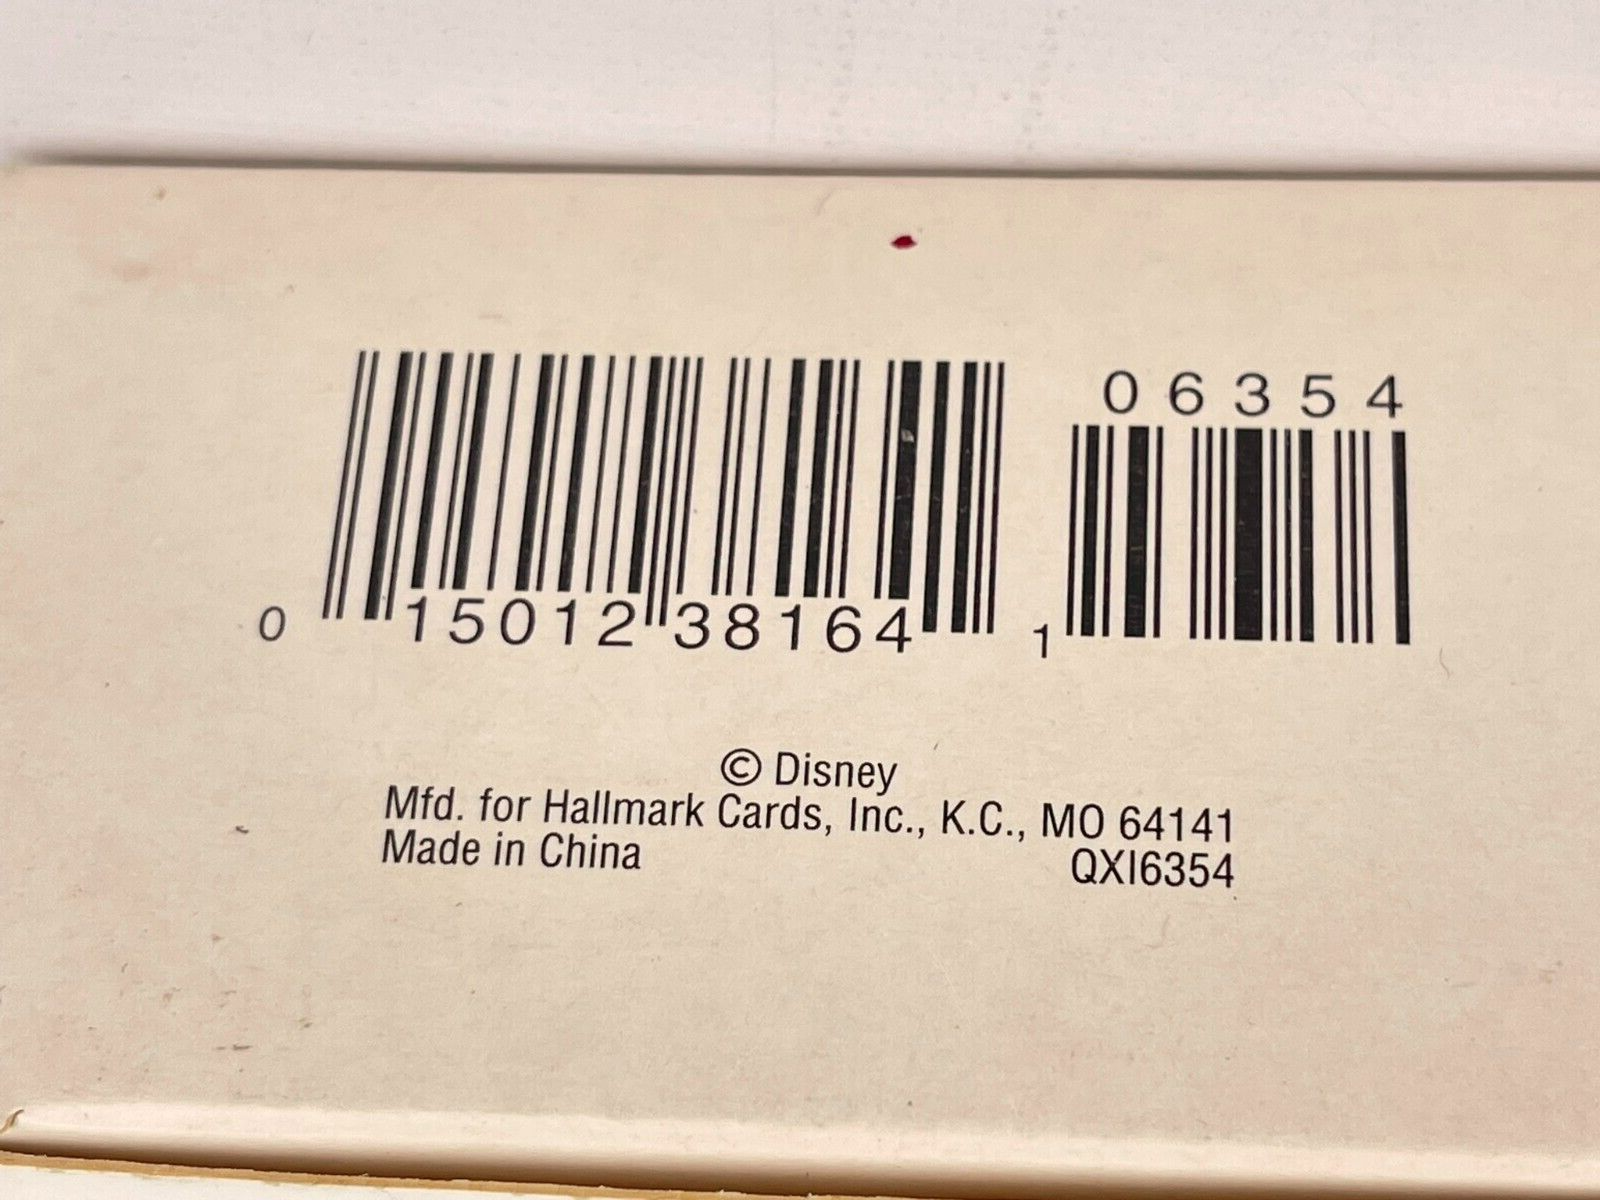 06354
0 15012 38164 1
© Disney
Mfd. for Hallmark Cards, Inc., K.C., MO 64141
Made in China QXI6354